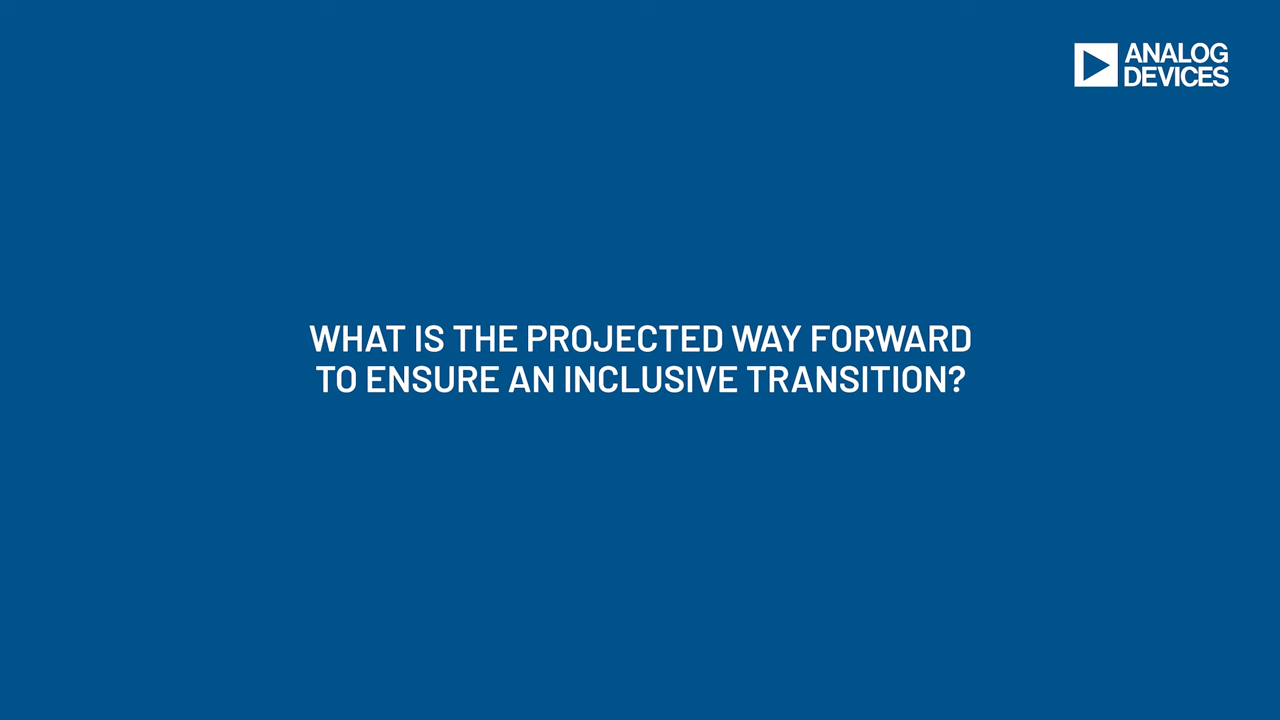 ANALOG
DEVICES
WHAT IS THE PROJECTED WAY FORWARD
TO ENSURE AN INCLUSIVE TRANSITION?